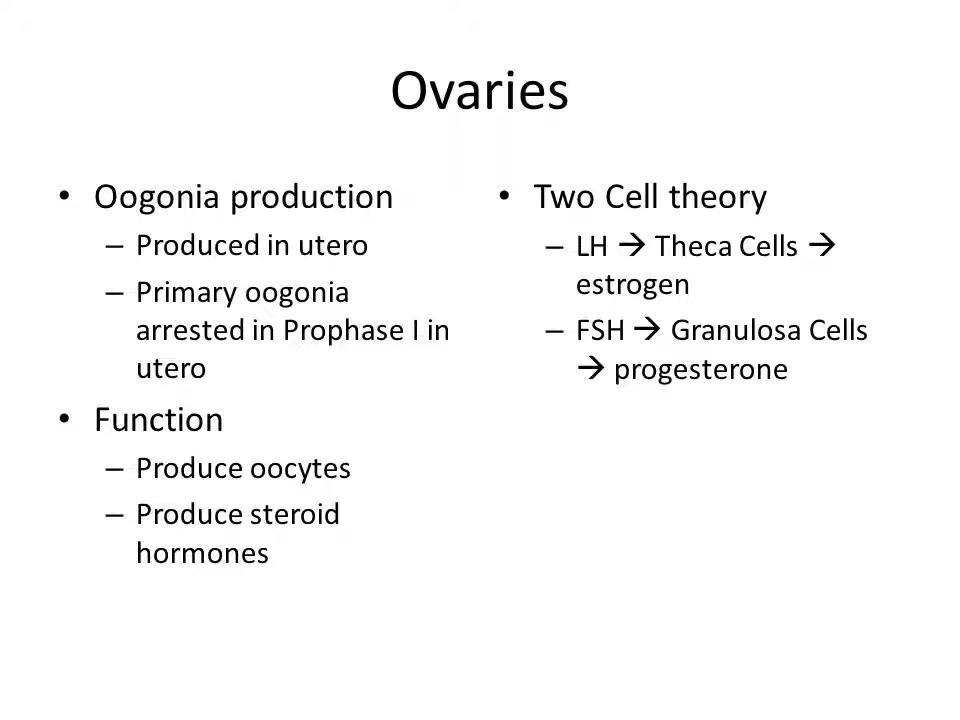 Ovaries
• Oogonia production
– Produced in utero
– Primary oogonia
arrested in Prophase I in
utero
• Function
– Produce oocytes
– Produce steroid
hormones
• Two Cell theory
– LH → Theca Cells →
estrogen
– FSH → Granulosa Cells
→ progesterone